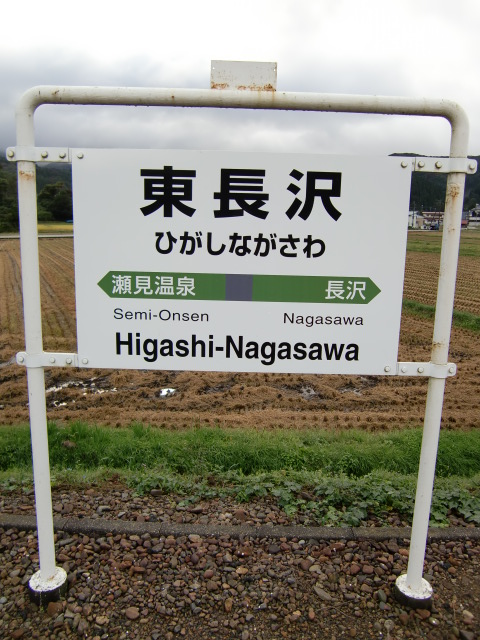 東長沢
ひがしながさわ
瀬見温泉 長沢
Semi-Onsen Nagasawa
Higashi-Nagasawa